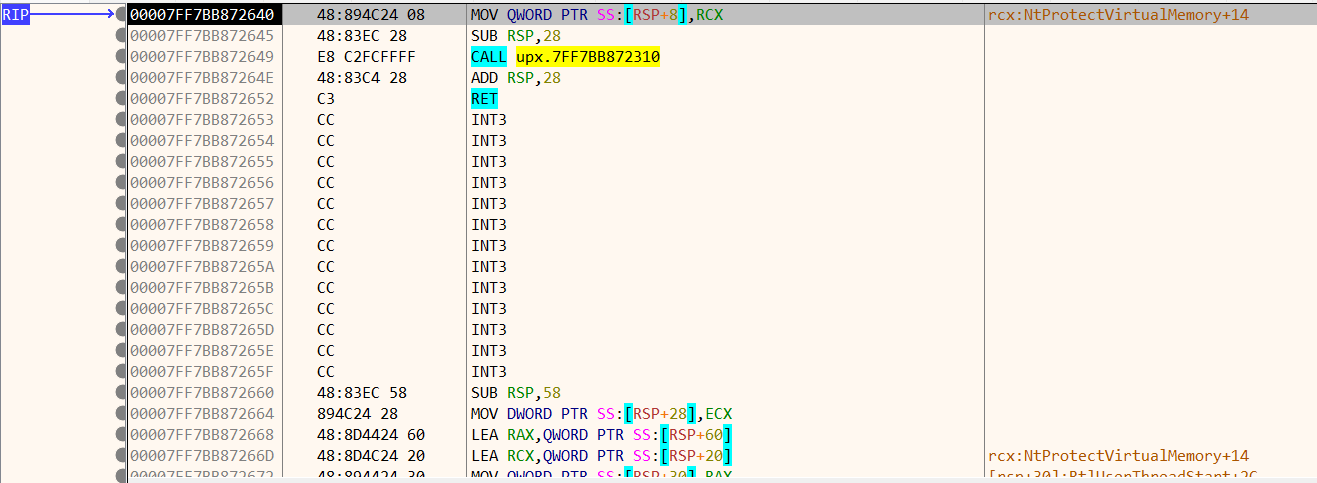 RIP 00007FF7BB872640 48:894C24 08 MOV QWORD PTR SS:[RSP+8],RCX rcx:NtProtectVirtualMemory+14
00007FF7BB872645 48:83EC 28 SUB RSP,28
00007FF7BB872649 E8 C2FCFFFF CALL upx.7FF7BB872310
00007FF7BB87264E 48:83C4 28 ADD RSP,28
00007FF7BB872652 C3 RET
00007FF7BB872653 CC INT3
00007FF7BB872654 CC INT3
00007FF7BB872655 CC INT3
00007FF7BB872656 CC INT3
00007FF7BB872657 CC INT3
00007FF7BB872658 CC INT3
00007FF7BB872659 CC INT3
00007FF7BB87265A CC INT3
00007FF7BB87265B CC INT3
00007FF7BB87265C CC INT3
00007FF7BB87265D CC INT3
00007FF7BB87265E CC INT3
00007FF7BB87265F CC INT3
00007FF7BB872660 48:83EC 58 SUB RSP,58
00007FF7BB872664 894C24 28 MOV DWORD PTR SS:[RSP+28],ECX
00007FF7BB872668 48:8D4424 60 LEA RAX,QWORD PTR SS:[RSP+60]
00007FF7BB87266D 48:8D4C24 20 LEA RCX,QWORD PTR SS:[RSP+20] rcx:NtProtectVirtualMemory+14
00007FF7BB872672 48:894424 30 MOV QWORD PTR SS:[RSP+30],RAX [rsp+30]:RtlUserThreadStart+2C